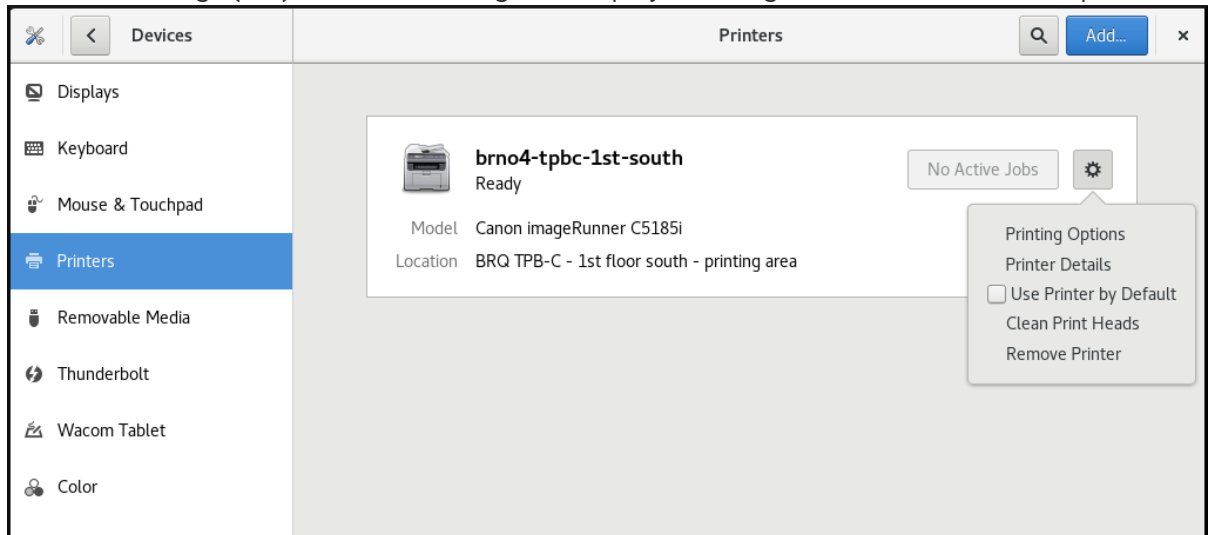 Devices
Printers
Add...
Displays
Keyboard
Mouse & Touchpad
Printers
Removable Media
Thunderbolt
Wacom Tablet
Color
brno4-tpbc-1st-south
Ready
No Active Jobs
Model Canon imageRunner C5185i
Location BRQ TPB-C - 1st floor south - printing area
Printing Options
Printer Details
Use Printer by Default
Clean Print Heads
Remove Printer